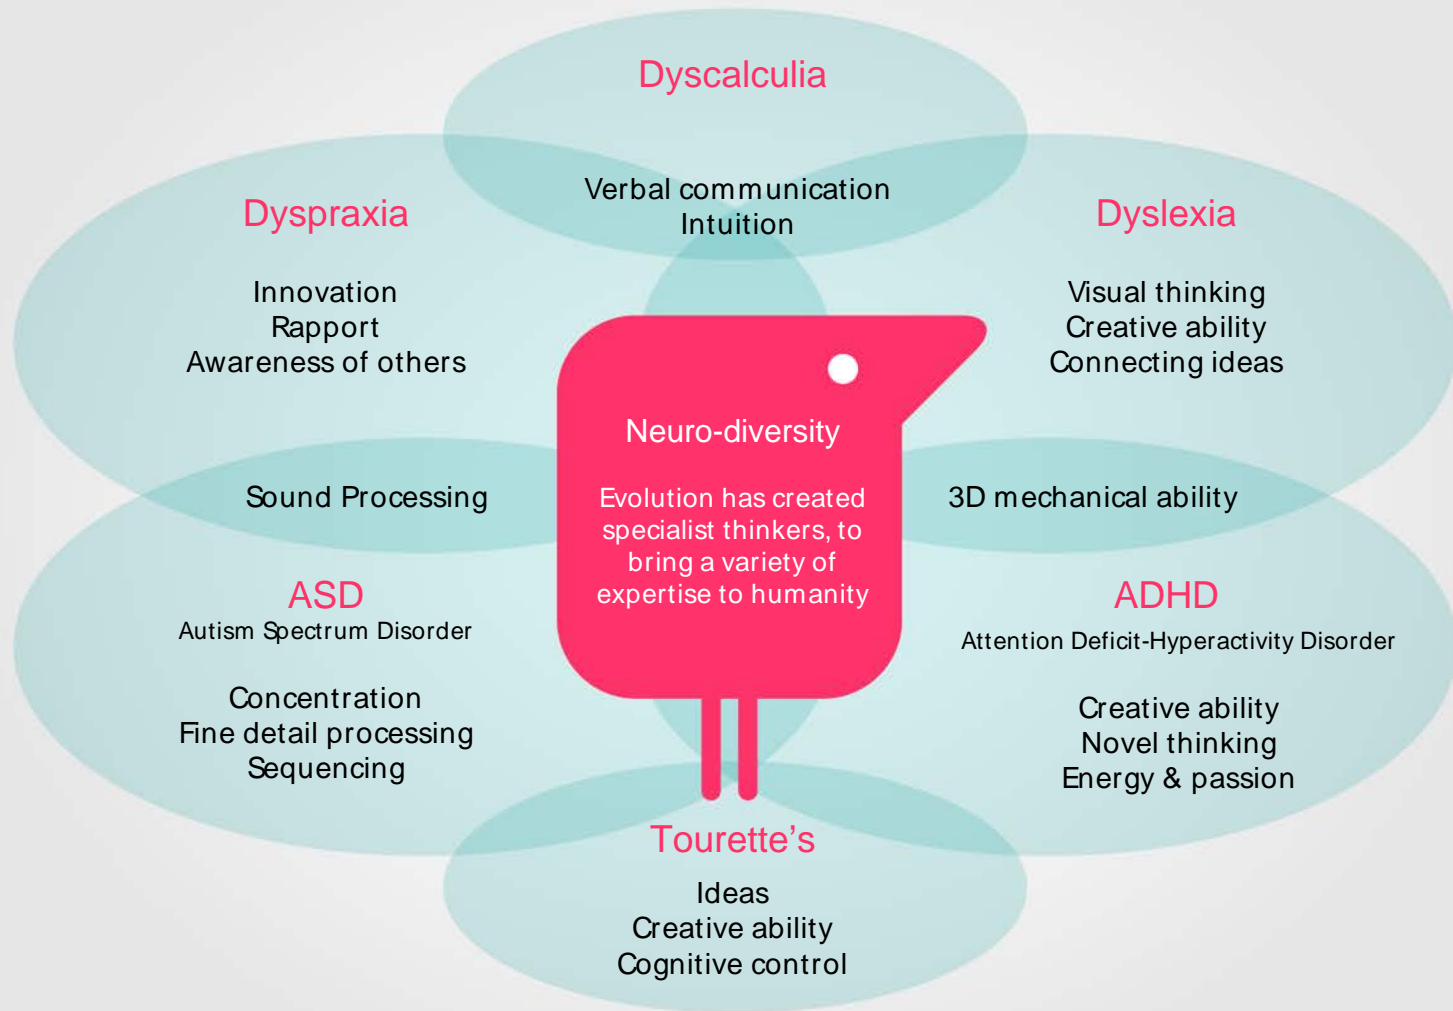 Dyscalculia
Verbal communication
Intuition
Dyspraxia
Innovation
Rapport
Awareness of others
Dyslexia
Visual thinking
Creative ability
Connecting ideas
Neuro-diversity
Evolution has created
specialist thinkers, to
bring a variety of
expertise to humanity
Sound Processing
3D mechanical ability
ASD
Autism Spectrum Disorder
Concentration
Fine detail processing
Sequencing
ADHD
Attention Deficit-Hyperactivity Disorder
Creative ability
Novel thinking
Energy & passion
Tourette’s
Ideas
Creative ability
Cognitive control